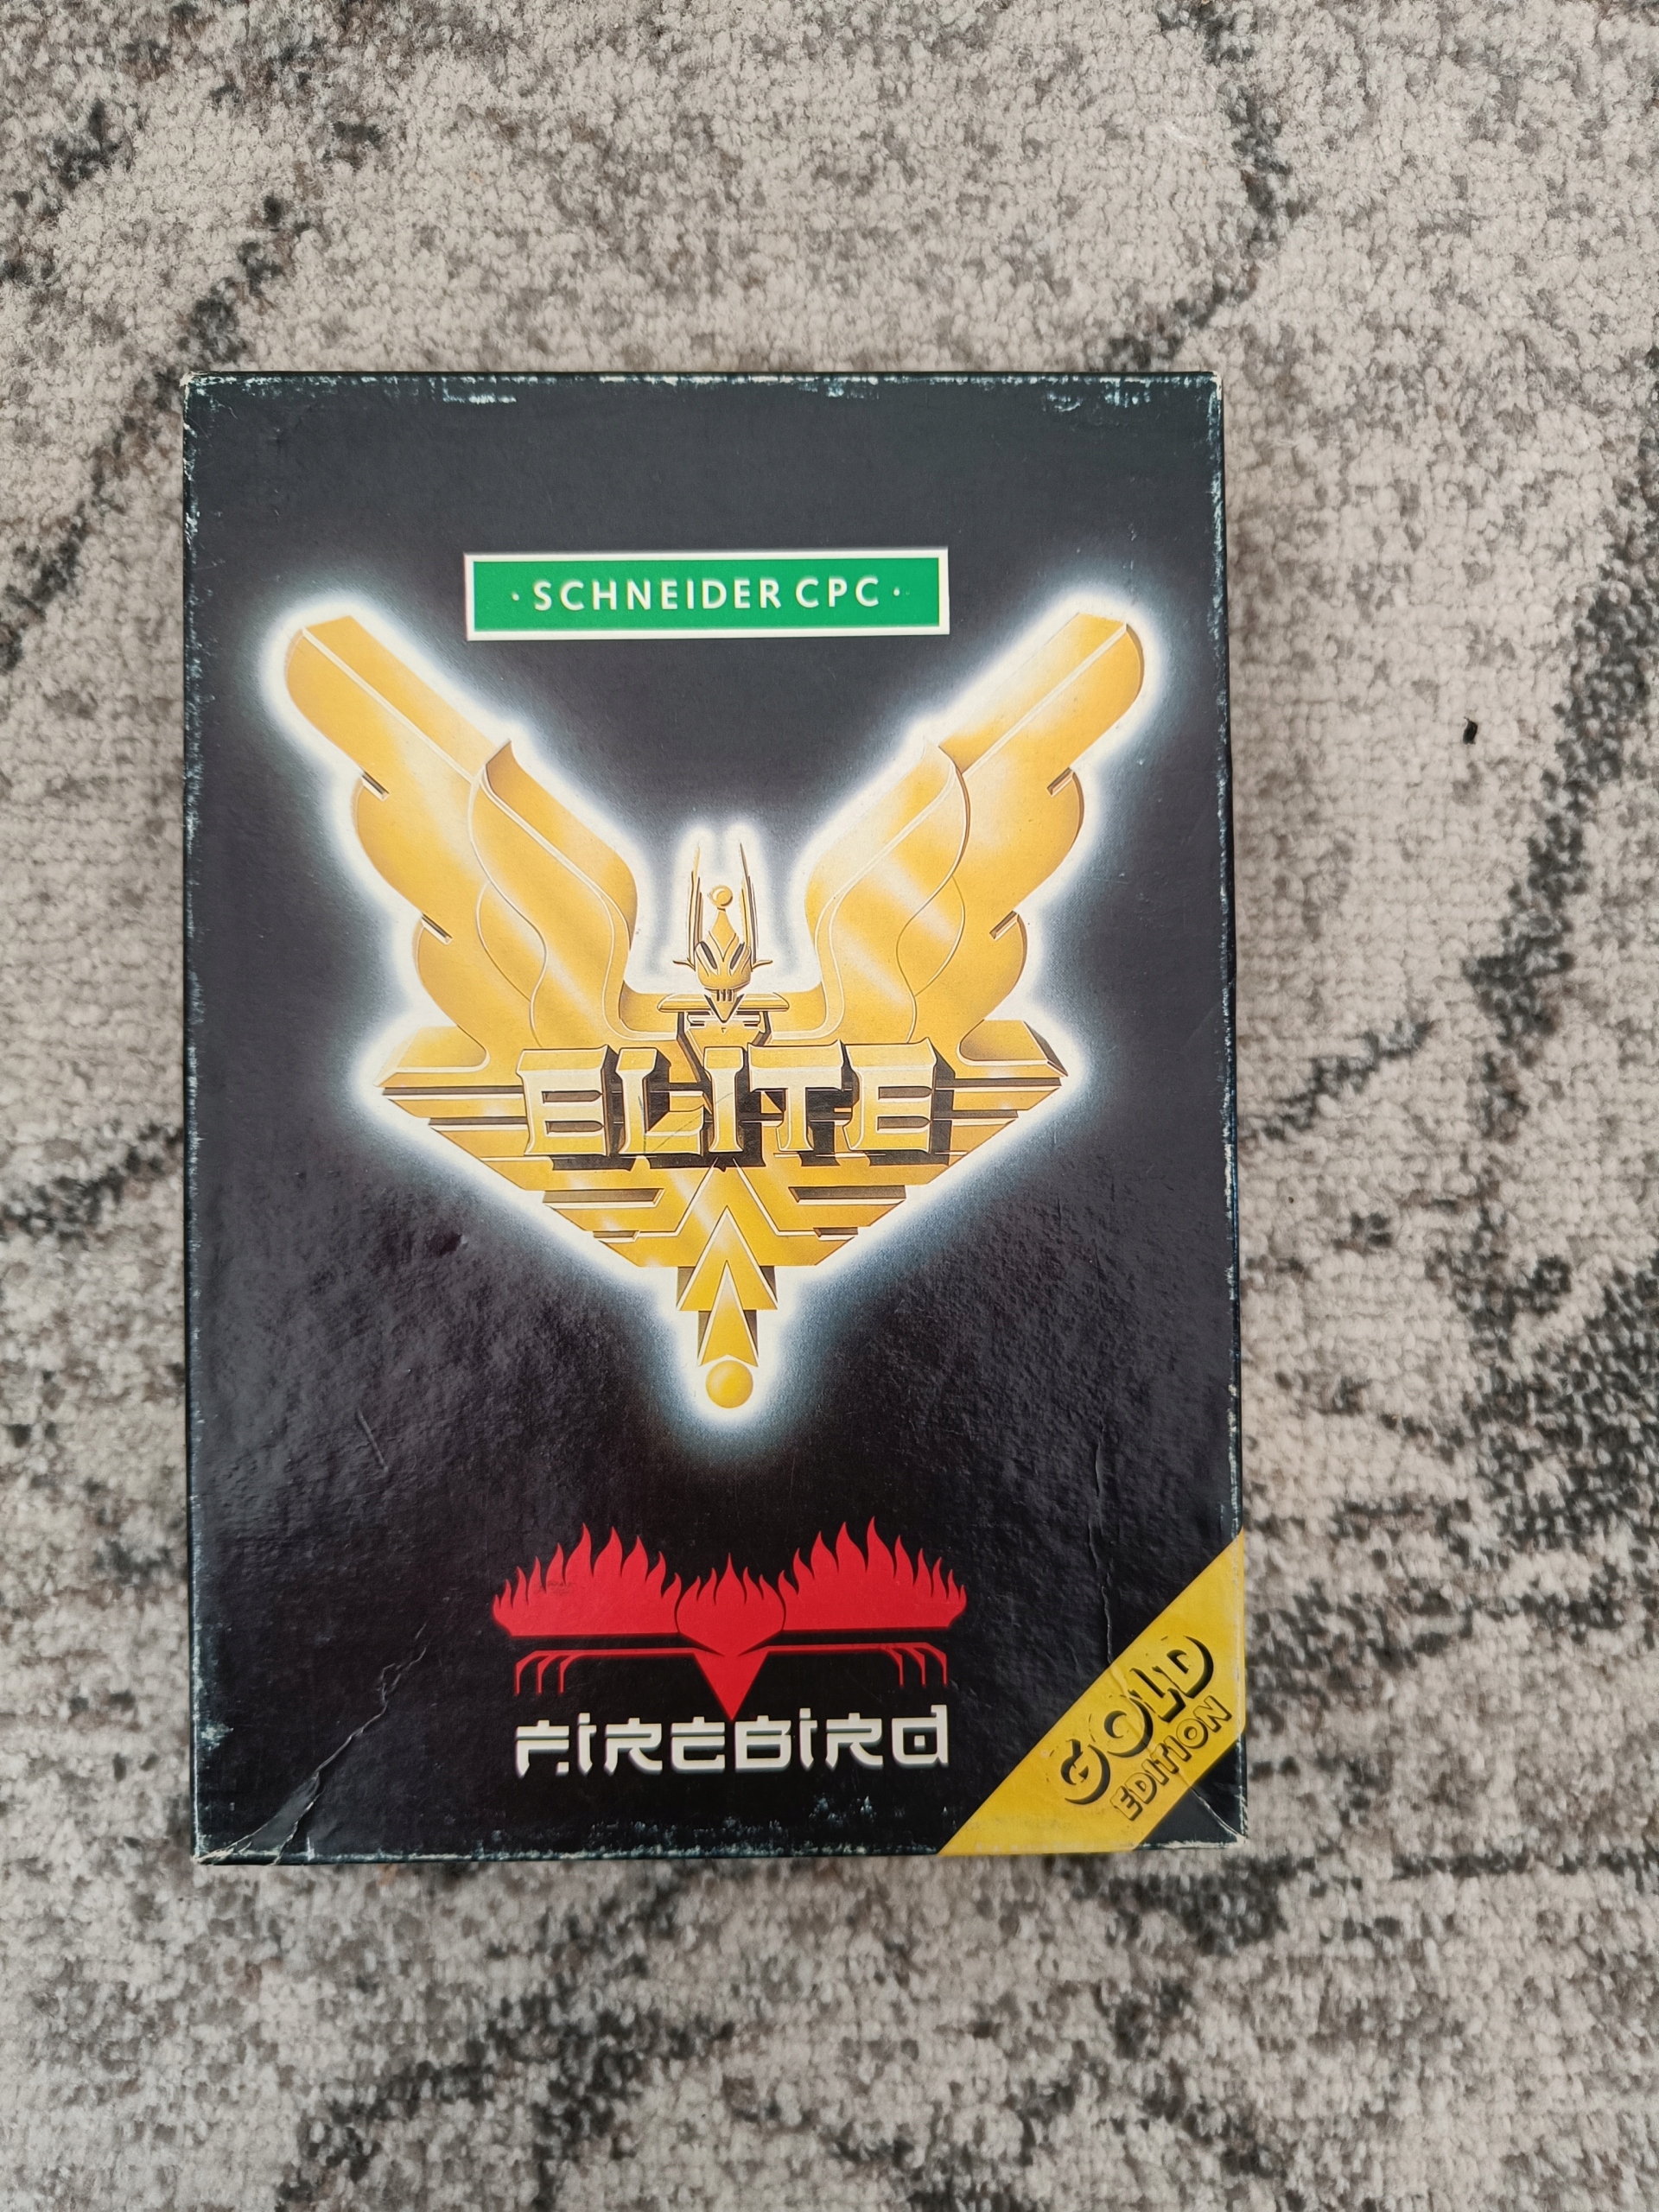 · SCHNEIDER CPC ·
ELITE
FIREBIRD
GOLD
EDITION